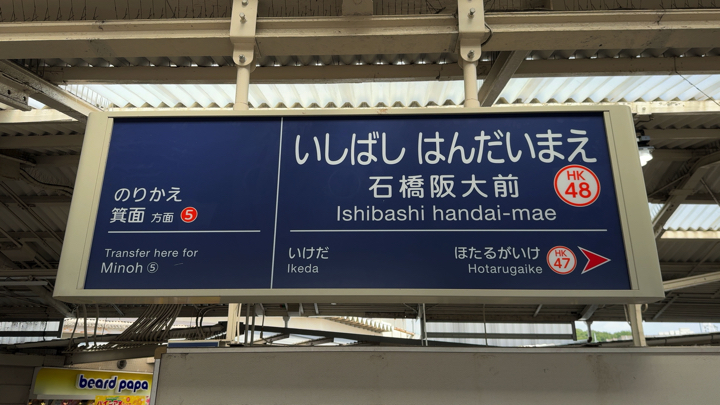 のりかえ
箕面 方面 5
Transfer here for
Minoh ⑤
いしばし はんだいまえ
石橋阪大前
HK
48
Ishibashi handai-mae
いけだ
Ikeda
ほたるがいけ
Hotarugaike
HK
47
beard papa